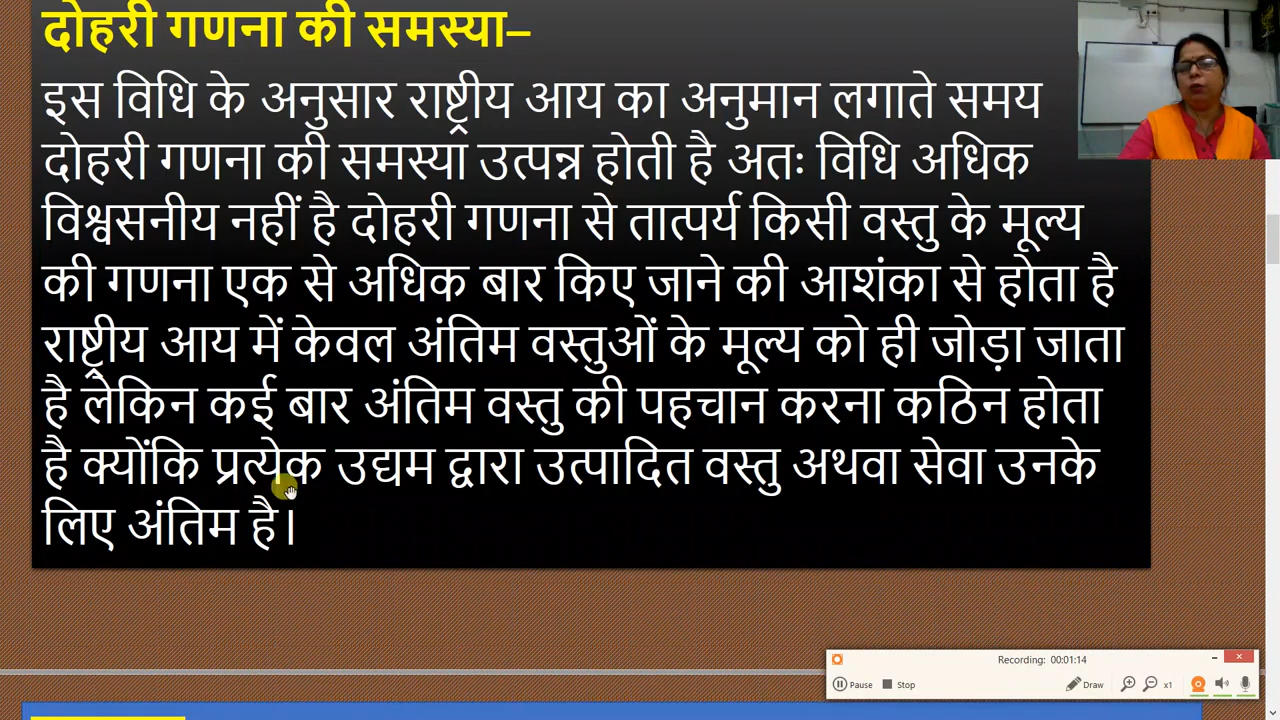 दोहरी गणना की समस्या–
इस विधि के अनुसार राष्ट्रीय आय का अनुमान लगाते समय
दोहरी गणना की समस्या उत्पन्न होती है अतः विधि अधिक
विश्वसनीय नहीं है दोहरी गणना से तात्पर्य किसी वस्तु के मूल्य
की गणना एक से अधिक बार किए जाने की आशंका से होता है
राष्ट्रीय आय में केवल अंतिम वस्तुओं के मूल्य को ही जोड़ा जाता
है लेकिन कई बार अंतिम वस्तु की पहचान करना कठिन होता
है क्योंकि प्रत्येक उद्यम द्वारा उत्पादित वस्तु अथवा सेवा उनके
लिए अंतिम है।
Recording: 00:01:14
Pause Stop Draw x1